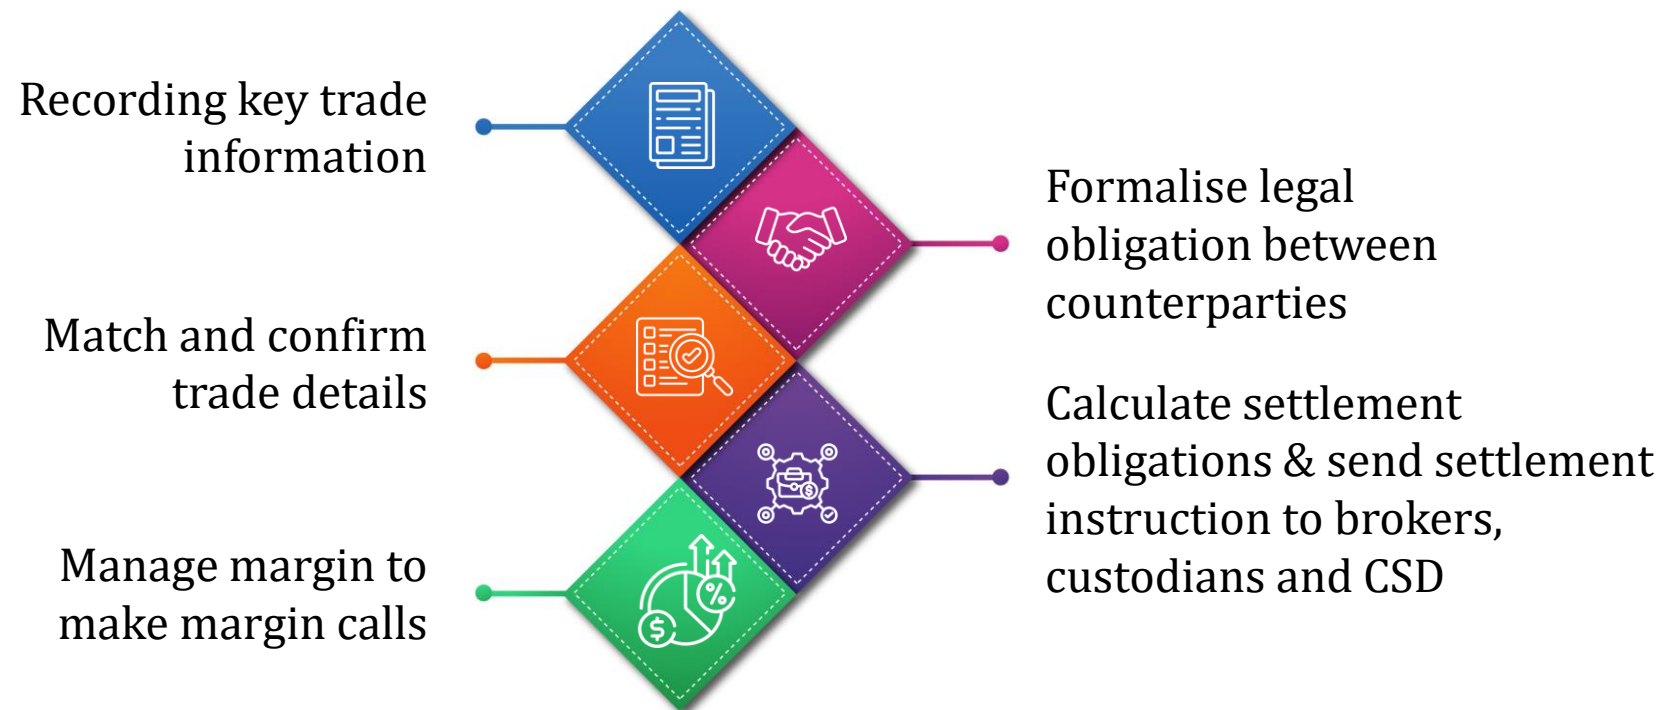 Recording key trade
information
Formalise legal
obligation between
counterparties
Match and confirm
trade details
Calculate settlement
obligations & send settlement
instruction to brokers,
custodians and CSD
Manage margin to
make margin calls